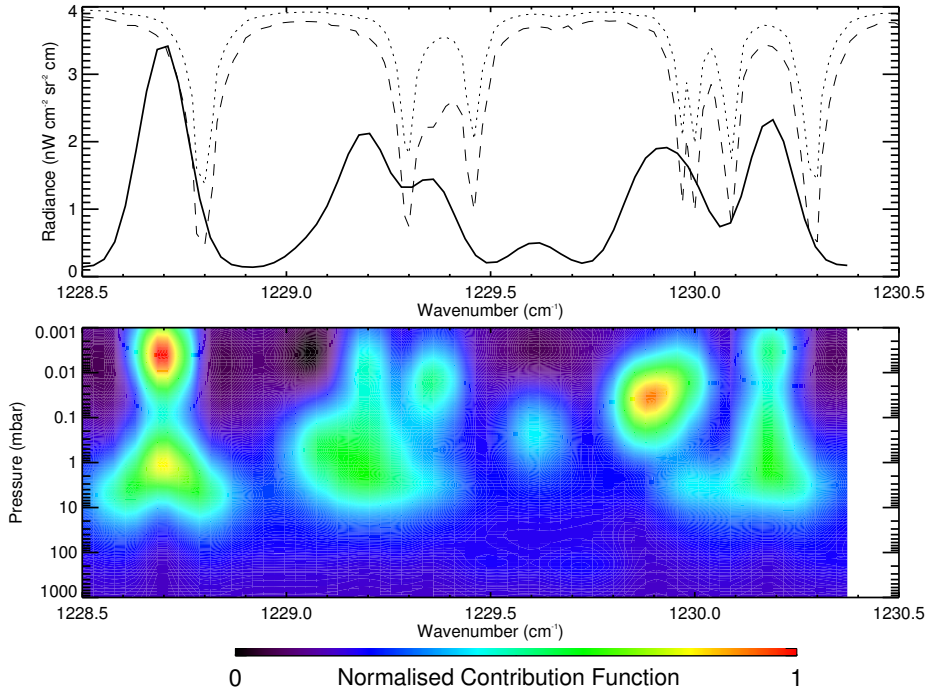 4
3
2
1
0
Radiance (nW cm⁻² sr⁻² cm)
1228.5 1229.0 1229.5 1230.0 1230.5
Wavenumber (cm⁻¹)
0.001
0.01
0.1
1
10
100
1000
Pressure (mbar)
1228.5 1229.0 1229.5 1230.0 1230.5
Wavenumber (cm⁻¹)
0 Normalised Contribution Function 1